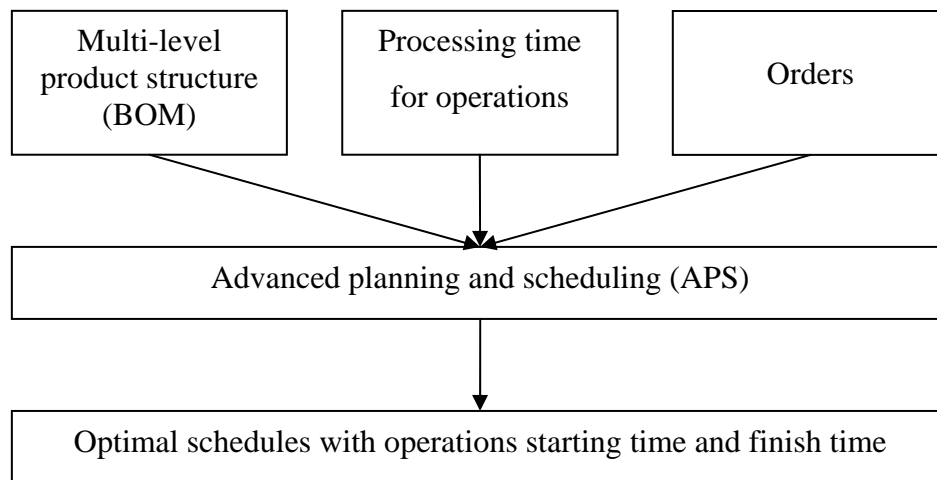 Multi-level
product structure
(BOM)
Processing time
for operations
Orders
Advanced planning and scheduling (APS)
Optimal schedules with operations starting time and finish time